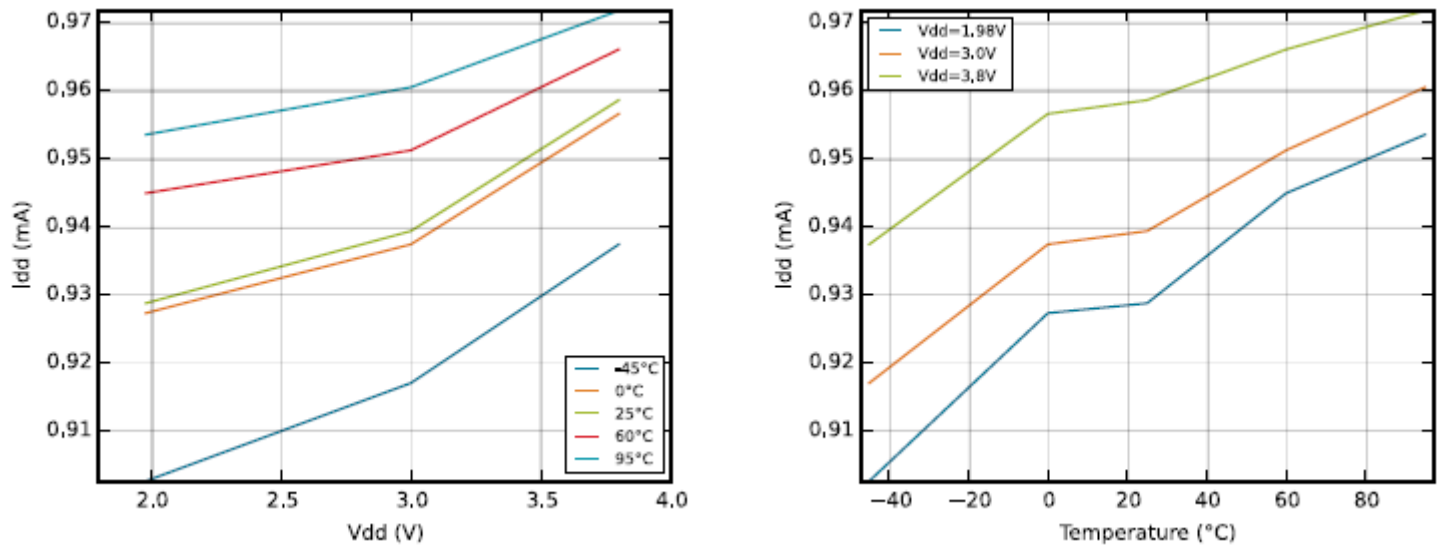 0.97
0.96
0.95
0.94
0.93
0.92
0.91
Idd (mA)
2.0 2.5 3.0 3.5 4.0
Vdd (V)
-45°C
0°C
25°C
60°C
95°C
0.97
0.96
0.95
0.94
0.93
0.92
0.91
Idd (mA)
−40 −20 0 20 40 60 80
Temperature (°C)
Vdd=1.98V
Vdd=3.0V
Vdd=3.8V